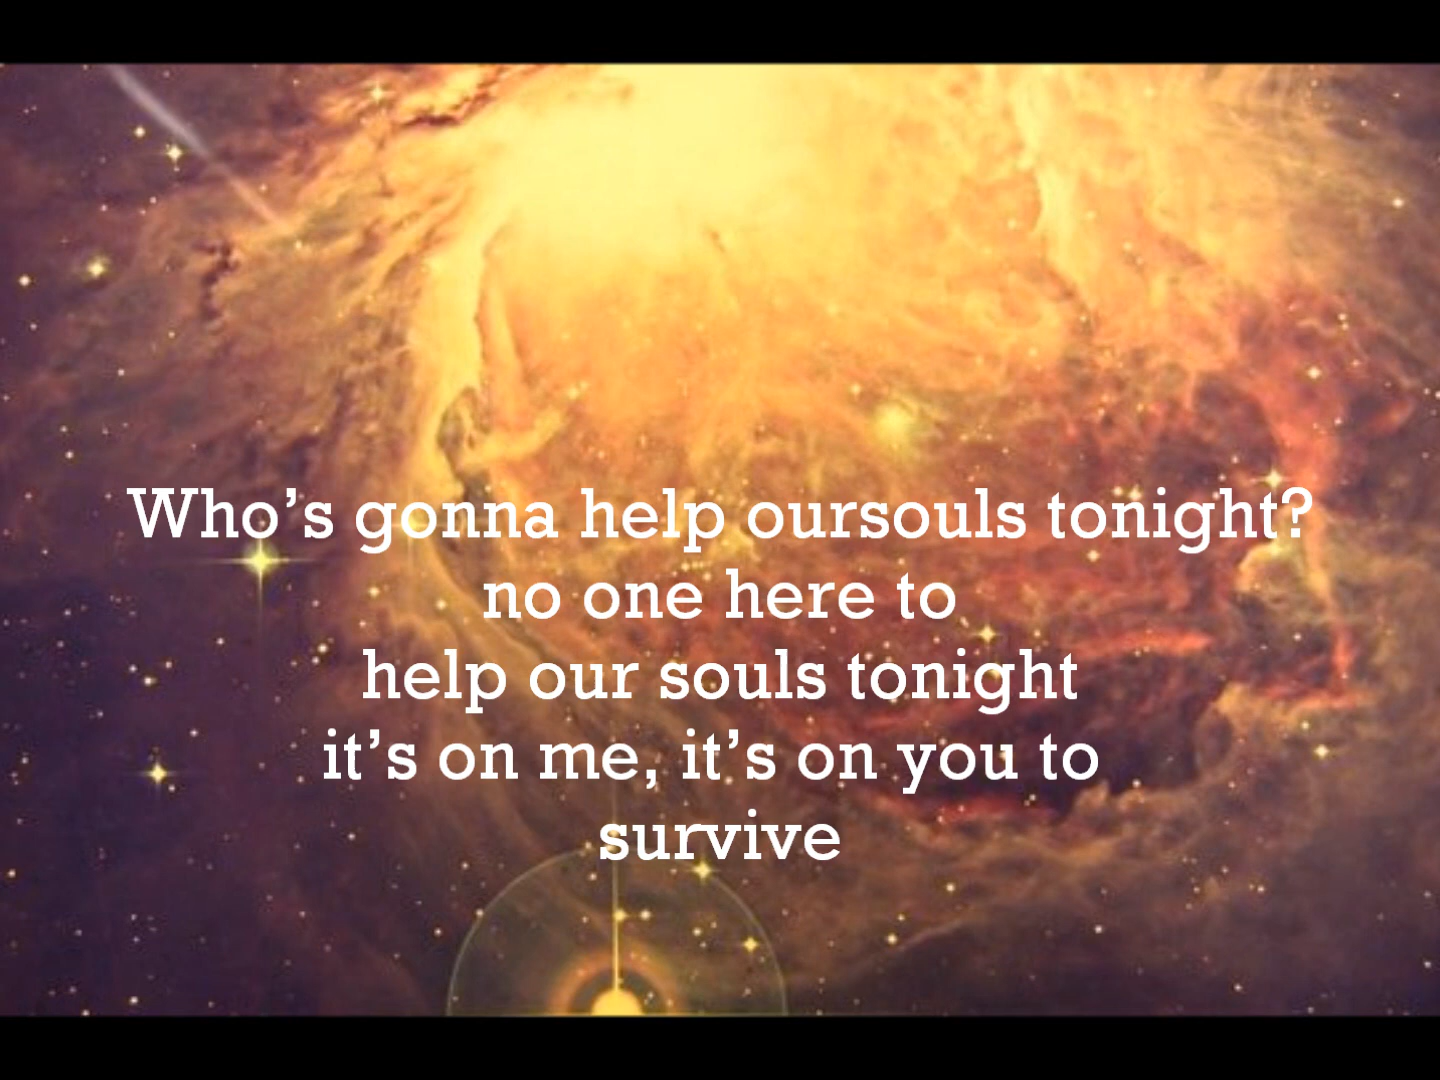 Who’s gonna help oursouls tonight?
no one here to
help our souls tonight
it’s on me, it’s on you to
survive